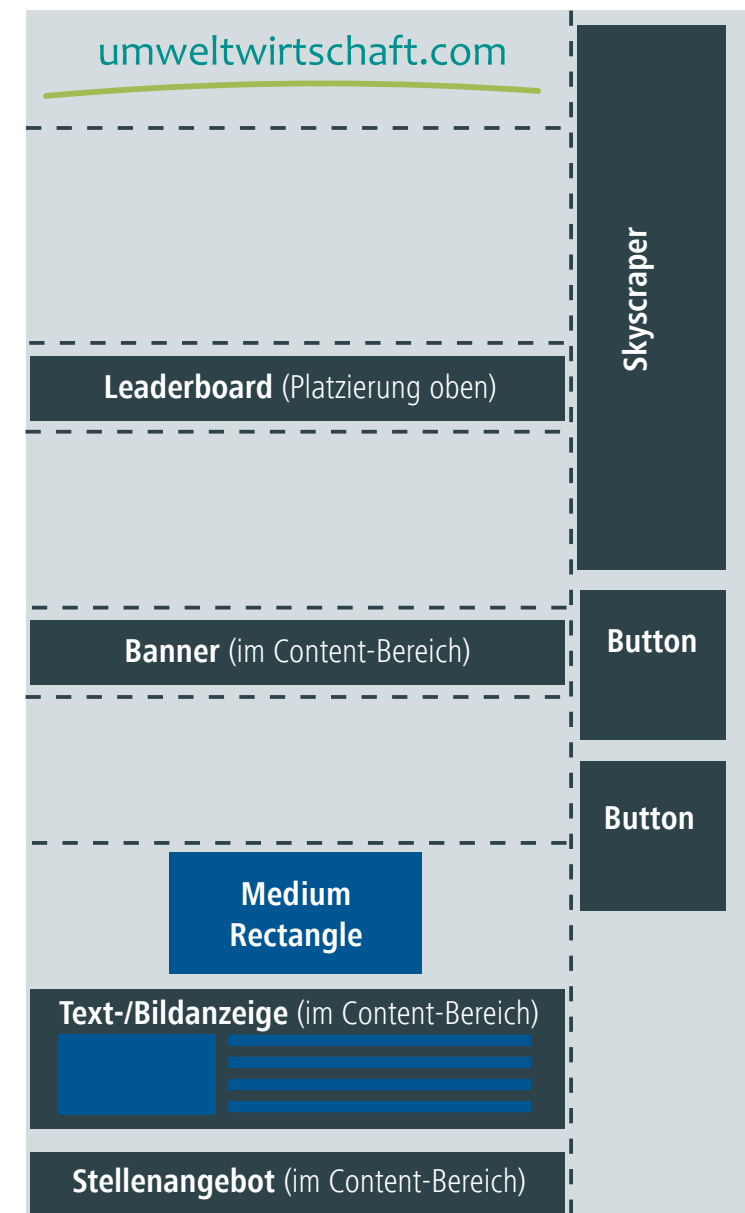 umweltwirtschaft.com
Skyscraper
Leaderboard (Platzierung oben)
Banner (im Content-Bereich)
Button
Button
Medium
Rectangle
Text-/Bildanzeige (im Content-Bereich)
Stellenangebot (im Content-Bereich)